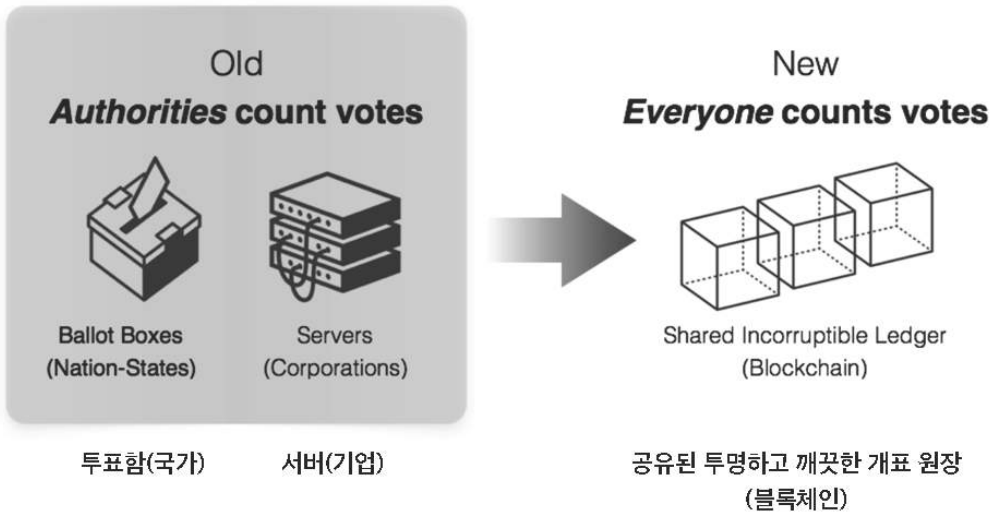 Old
Authorities count votes
Ballot Boxes
(Nation-States)
Servers
(Corporations)
New
Everyone counts votes
Shared Incorruptible Ledger
(Blockchain)
투표함(국가)
서버(기업)
공유된 투명하고 깨끗한 개표 원장
(블록체인)